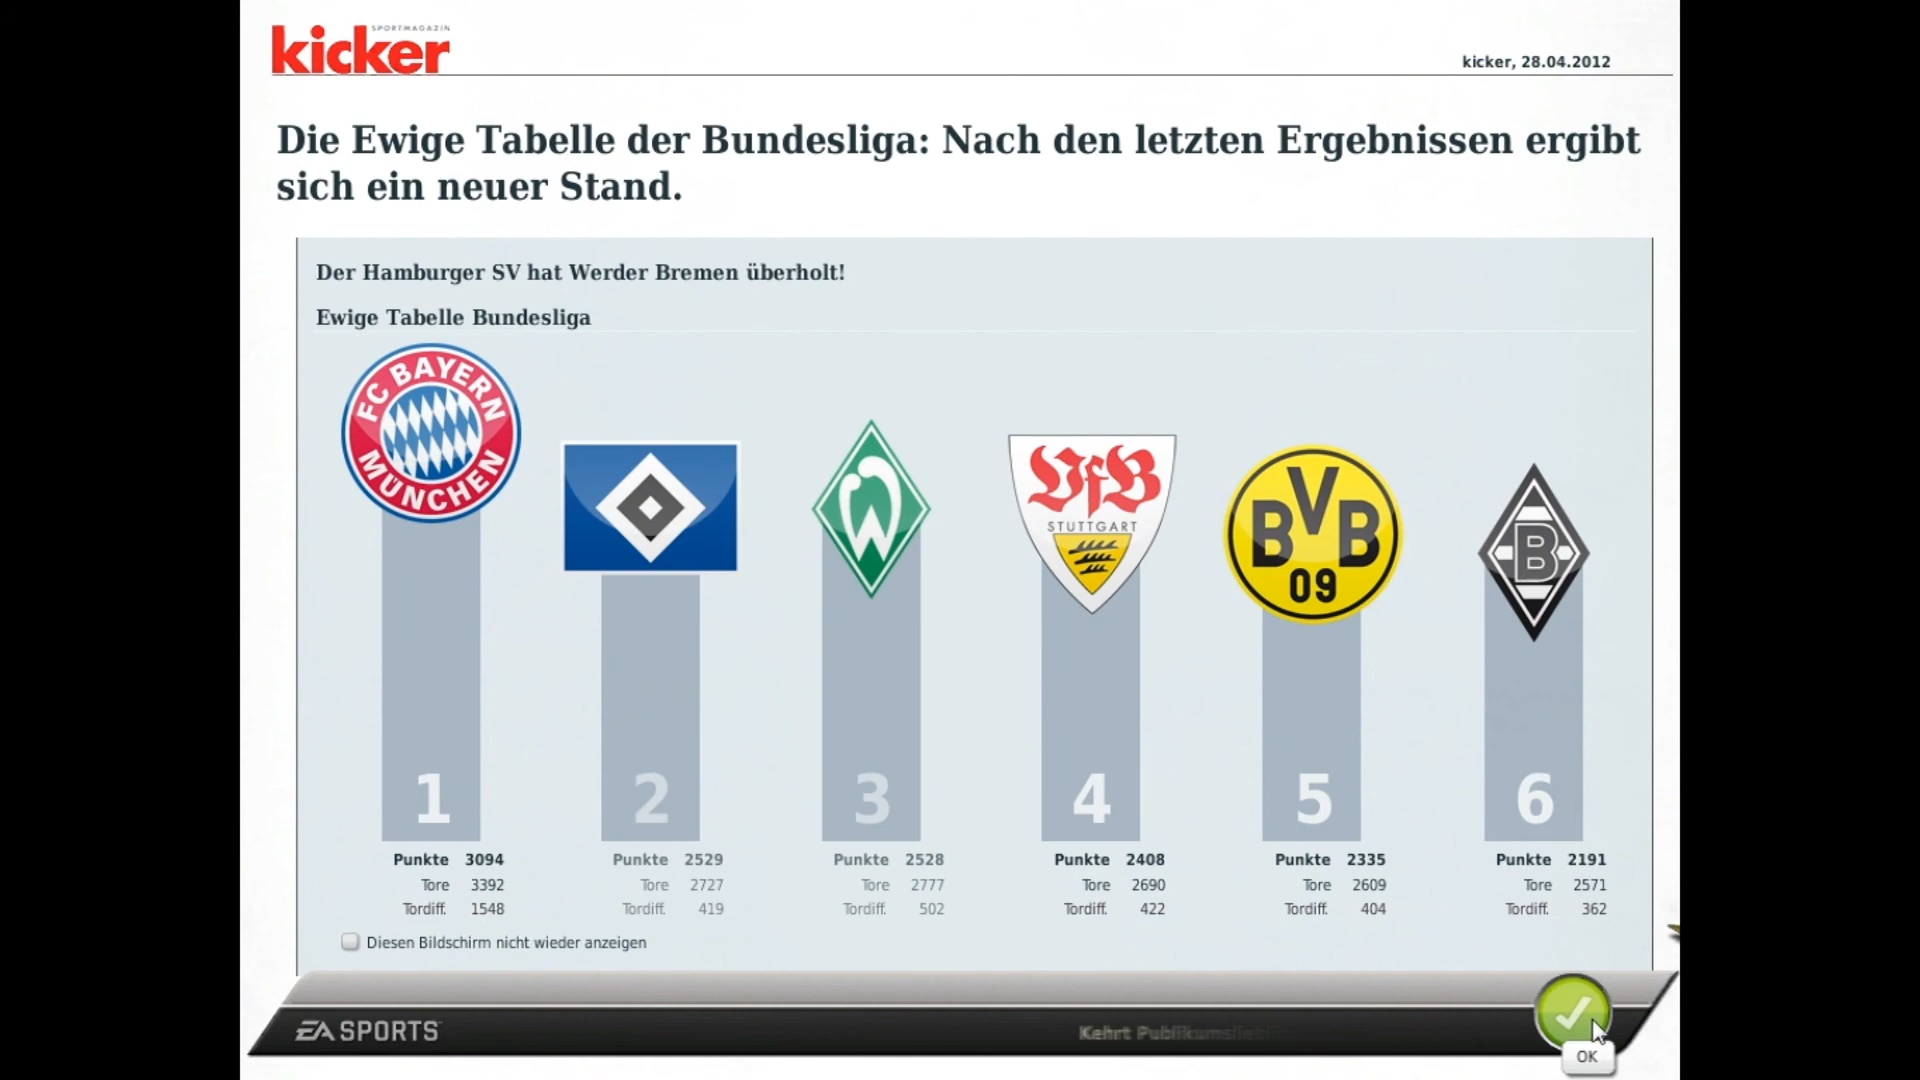 SPORTMAGAZIN
kicker
kicker, 28.04.2012
Die Ewige Tabelle der Bundesliga: Nach den letzten Ergebnissen ergibt
sich ein neuer Stand.
Der Hamburger SV hat Werder Bremen überholt!
Ewige Tabelle Bundesliga
FC BAYERN
MÜNCHEN
W
VfB
STUTTGART
BVB
09
B
1 2 3 4 5 6
Punkte 3094 Punkte 2529 Punkte 2528 Punkte 2408 Punkte 2335 Punkte 2191
Tore 3392 Tore 2727 Tore 2777 Tore 2690 Tore 2609 Tore 2571
Tordiff. 1548 Tordiff. 419 Tordiff. 502 Tordiff. 422 Tordiff. 404 Tordiff. 362
Diesen Bildschirm nicht wieder anzeigen
EA SPORTS
Kehrt
OK